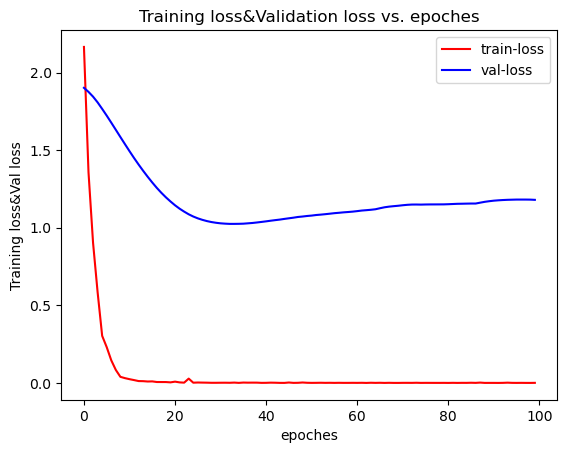 Training loss&Validation loss vs. epoches
train-loss
val-loss
Training loss&Val loss
2.0
1.5
1.0
0.5
0.0
0
20
40
60
80
100
epoches